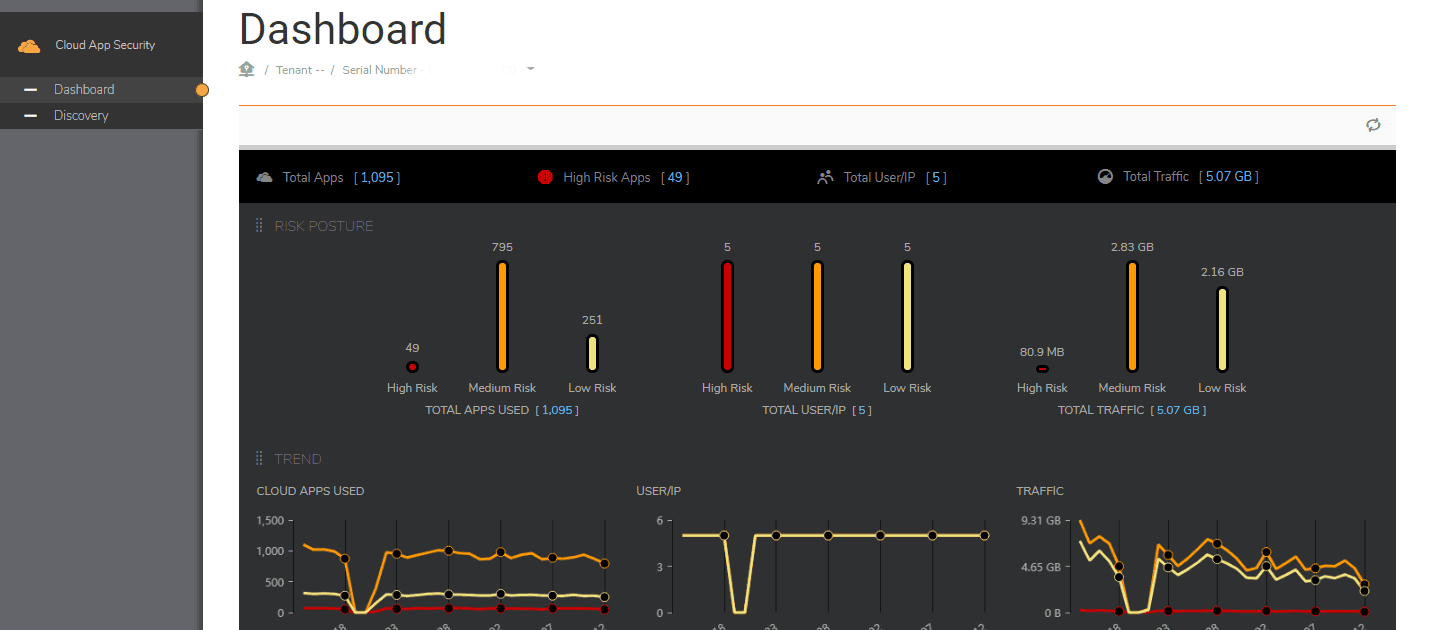 Dashboard
Cloud App Security
/ Tenant -- / Serial Number -
Dashboard
Discovery
Total Apps [ 1,095 ] High Risk Apps [ 49 ] Total User/IP [ 5 ] Total Traffic [ 5.07 GB ]
RISK POSTURE
795 5 5 5 2.83 GB
2.16 GB
251
49 80.9 MB
High Risk Medium Risk Low Risk High Risk Medium Risk Low Risk High Risk Medium Risk Low Risk
TOTAL APPS USED [ 1,095 ] TOTAL USER/IP [ 5 ] TOTAL TRAFFIC [ 5.07 GB ]
TREND
CLOUD APPS USED USER/IP TRAFFIC
1,500 6 9.31 GB
1,000
500 3 4.65 GB
0 0 0 B